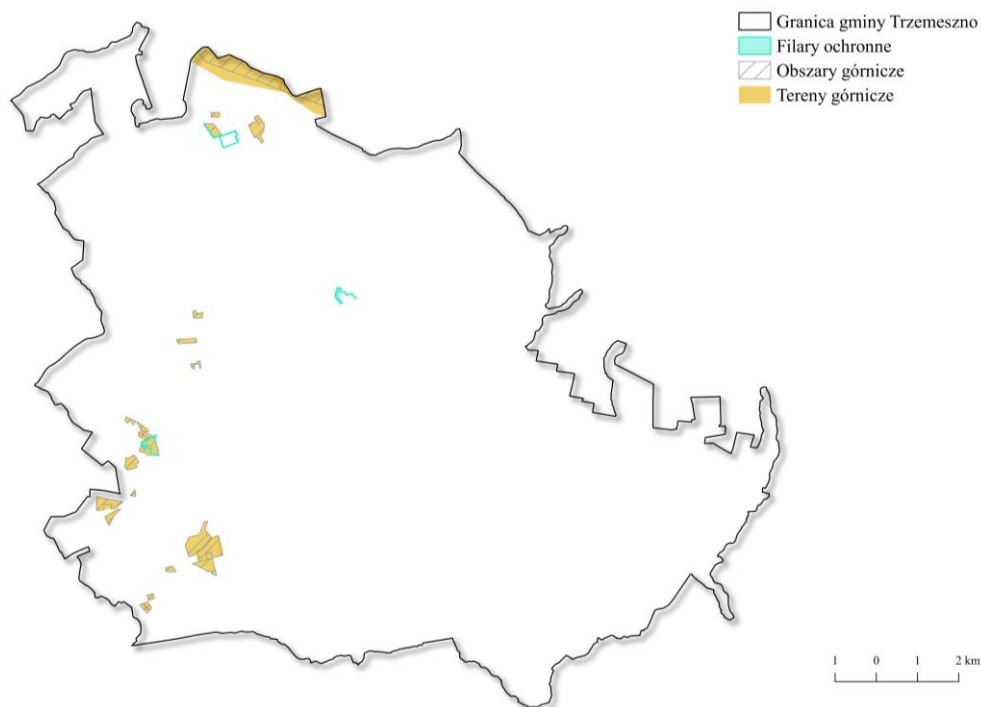 Granica gminy Trzemeszno
Filary ochronne
Obszary górnicze
Tereny górnicze
1 0 1 2 km